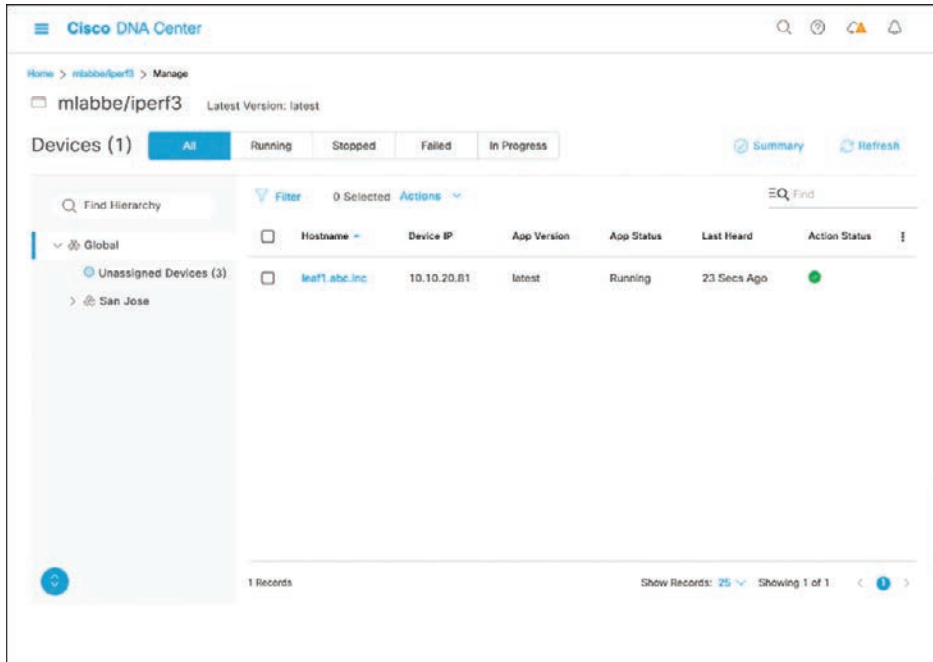 Cisco DNA Center
Home > mlabbe/iperf3 > Manage
mlabbe/iperf3 Latest Version: latest
Devices (1) All Running Stopped Failed In Progress Summary Refresh
Find Hierarchy
Filter 0 Selected Actions Find
Global
Unassigned Devices (3)
San Jose
Hostname Device IP App Version App Status Last Heard Action Status
leaf1.abc.inc 10.10.20.81 latest Running 23 Secs Ago
1 Records Show Records: 25 Showing 1 of 1 < 1 >